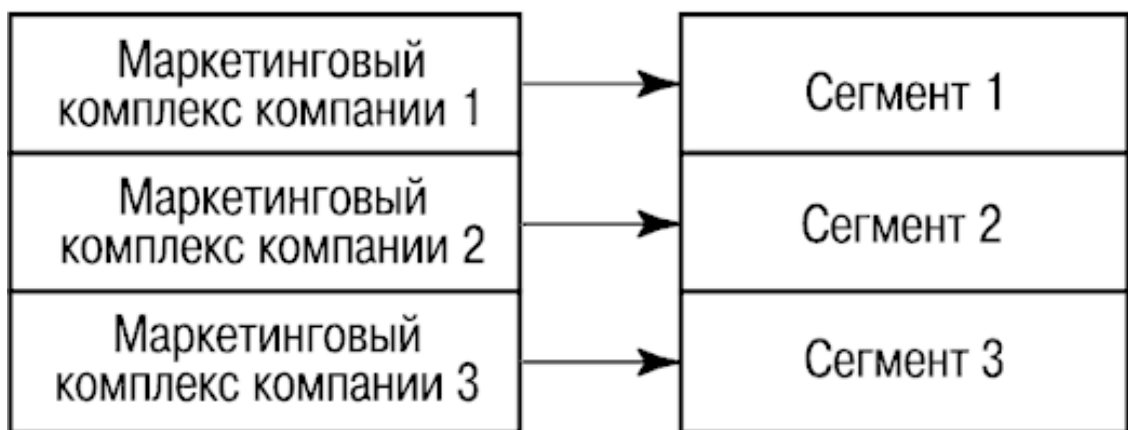 Маркетинговый
комплекс компании 1
Сегмент 1
Маркетинговый
комплекс компании 2
Сегмент 2
Маркетинговый
комплекс компании 3
Сегмент 3